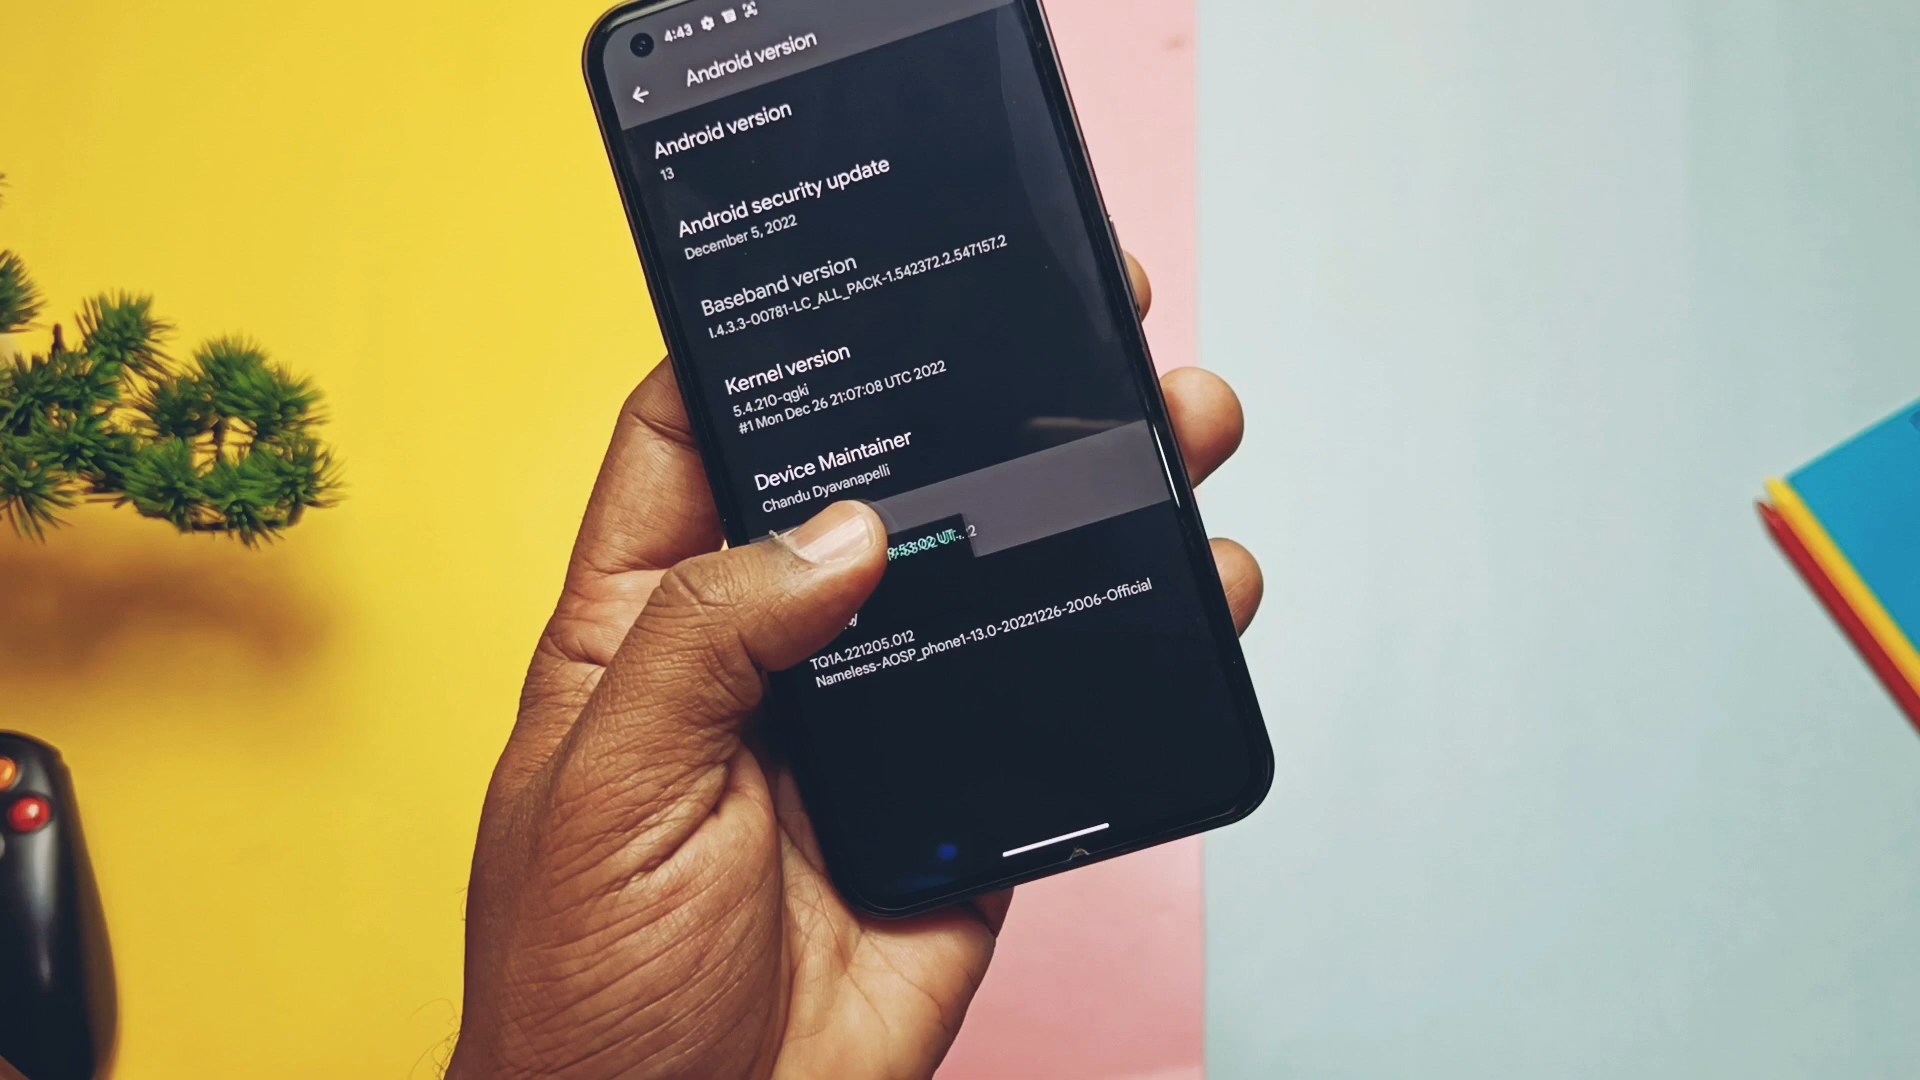 4:43
Android version
Android version
13
Android security update
December 5, 2022
Baseband version
1.4.3.3-00781-LC_ALL_PACK-1.542372.2.547157.2
Kernel version
5.4.210-qgki
#1 Mon Dec 26 21:07:08 UTC 2022
Device Maintainer
Chandu Dyavanapelli
TQ1A.221205.012
Nameless-AOSP_phone1-13.0-20221226-2006-Official